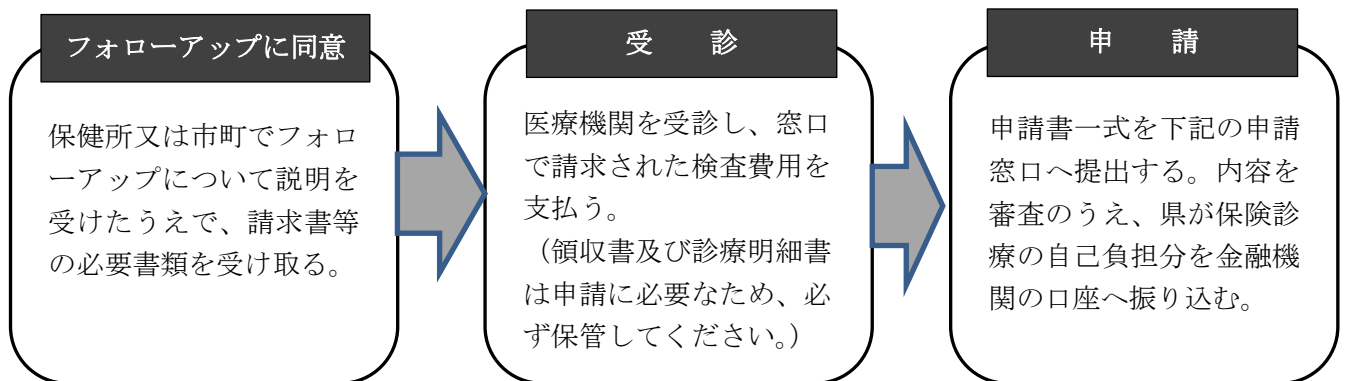 フォローアップに同意
保健所又は市町でフォロ
ーアップについて説明を
受けたうえで、請求書等
の必要書類を受け取る。
受　診
医療機関を受診し、窓口
で請求された検査費用を
支払う。
（領収書及び診療明細書
は申請に必要なため、必
ず保管してください。）
申　請
申請書一式を下記の申請
窓口へ提出する。内容を
審査のうえ、県が保険診
療の自己負担分を金融機
関の口座へ振り込む。